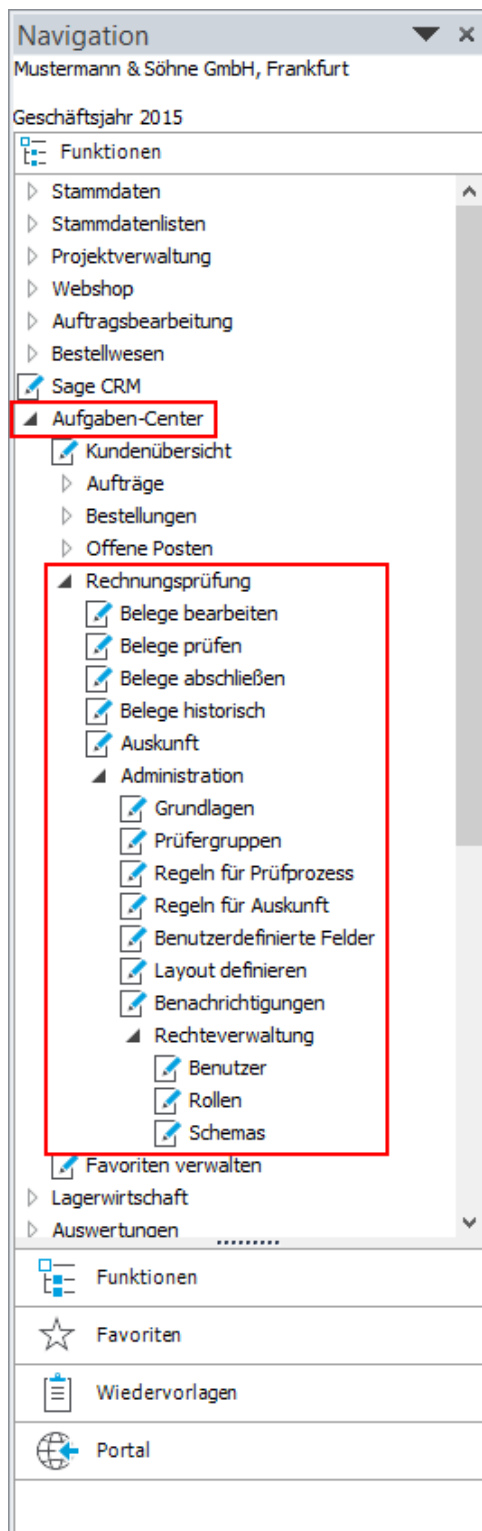 Navigation
Mustermann & Söhne GmbH, Frankfurt
Geschäftsjahr 2015
Funktionen
Stammdaten
Stammdatenlisten
Projektverwaltung
Webshop
Auftragsbearbeitung
Bestellwesen
Sage CRM
Aufgaben-Center
Kundenübersicht
Aufträge
Bestellungen
Offene Posten
Rechnungsprüfung
Belege bearbeiten
Belege prüfen
Belege abschließen
Belege historisch
Auskunft
Administration
Grundlagen
Prüfergruppen
Regeln für Prüfprozess
Regeln für Auskunft
Benutzerdefinierte Felder
Layout definieren
Benachrichtigungen
Rechteverwaltung
Benutzer
Rollen
Schemas
Favoriten verwalten
Lagerwirtschaft
Auswertungen
Funktionen
Favoriten
Wiedervorlagen
Portal